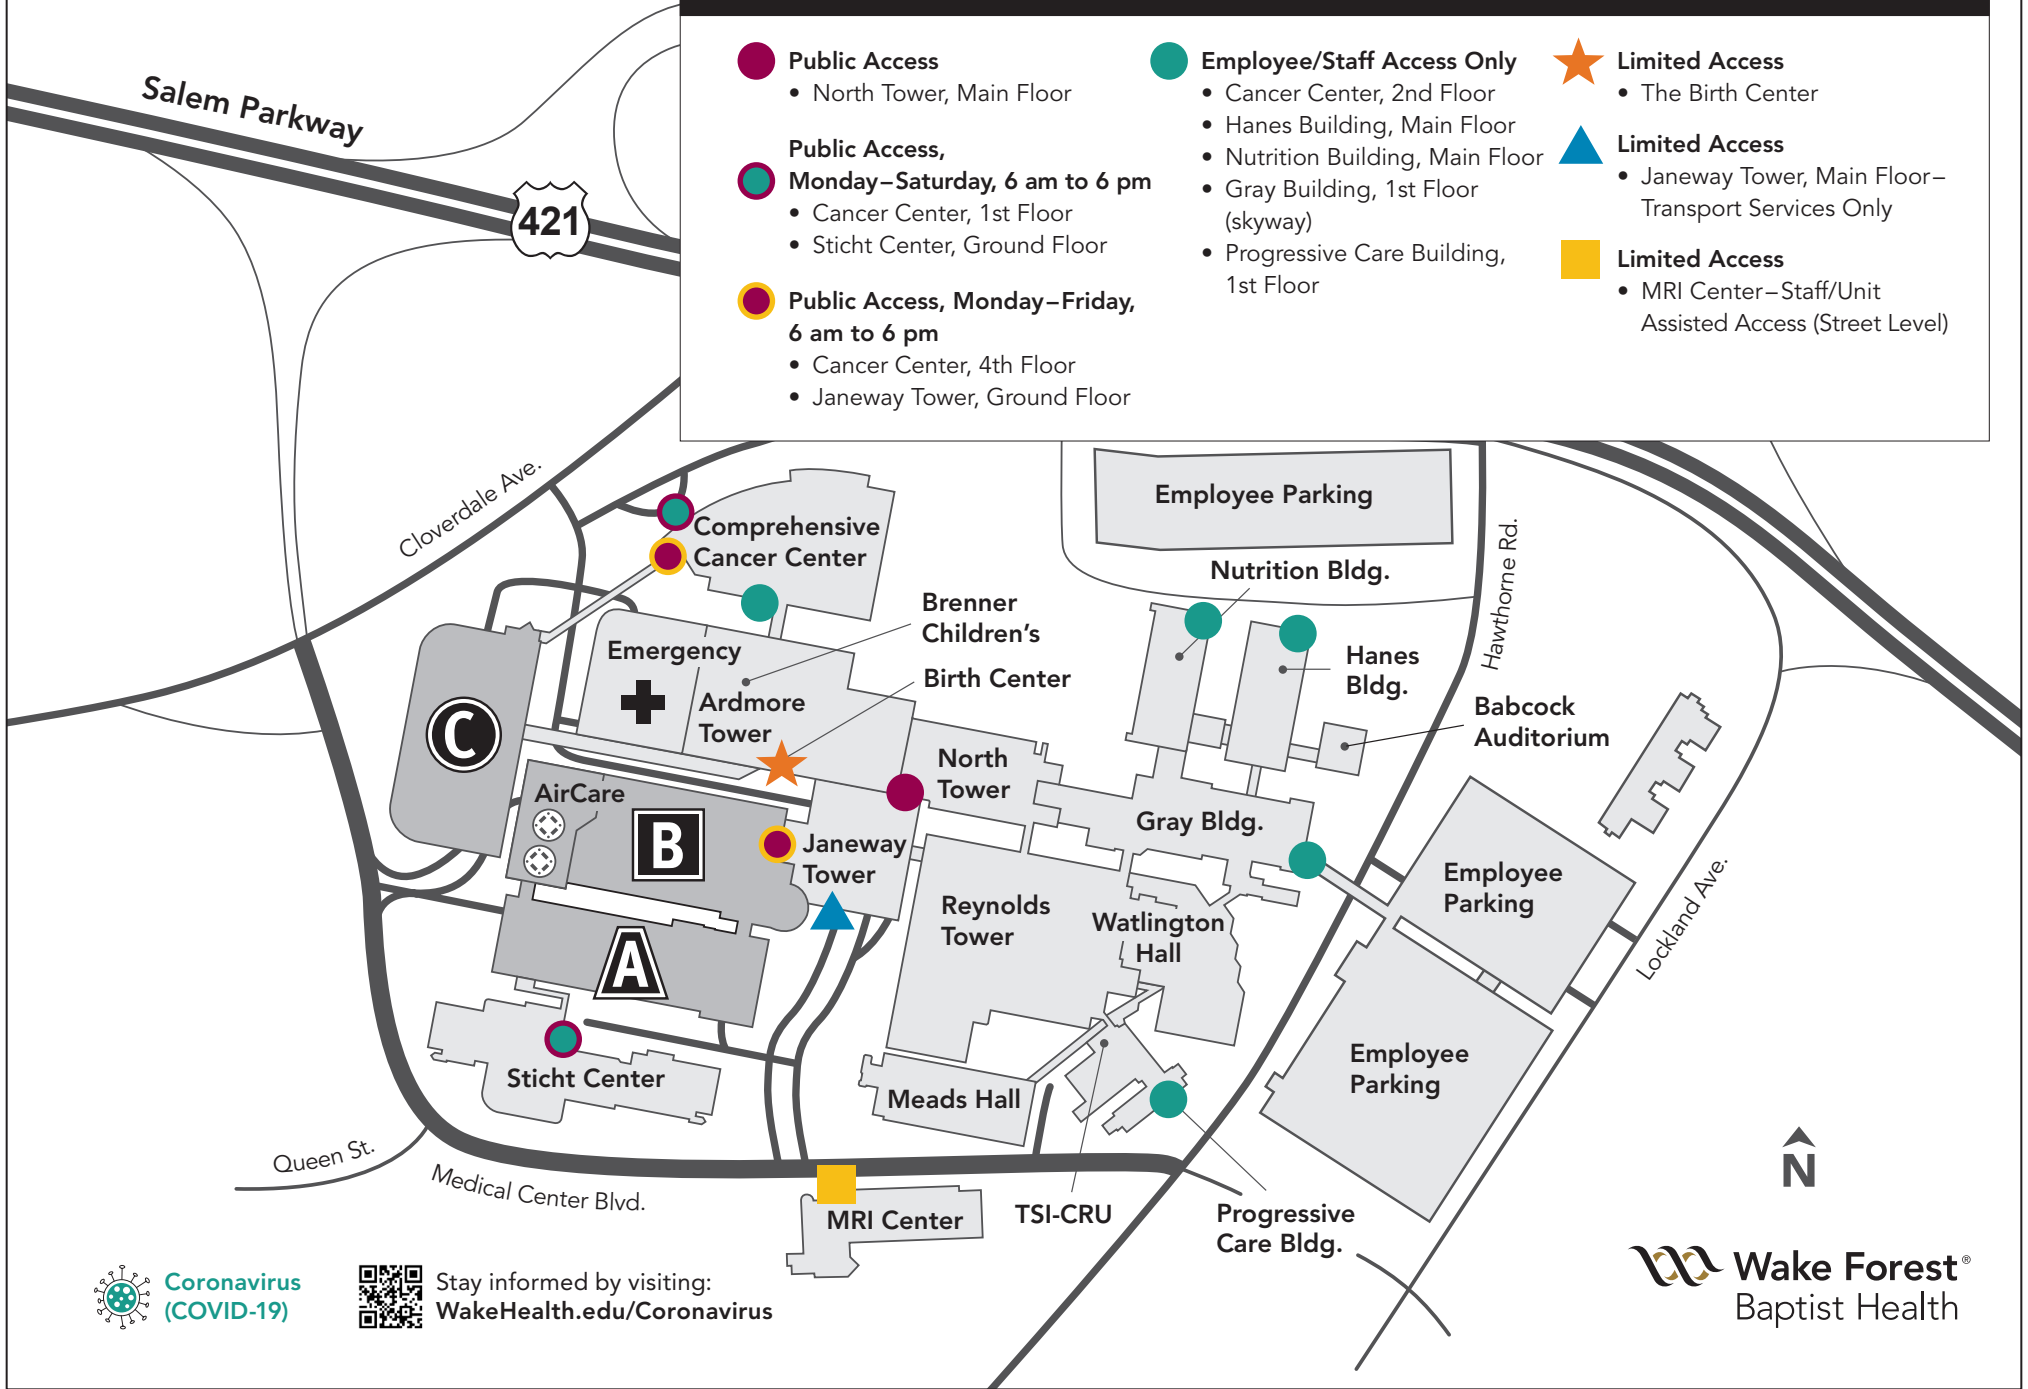 Public Access
• North Tower, Main Floor
Public Access,
Monday–Saturday, 6 am to 6 pm
• Cancer Center, 1st Floor
• Sticht Center, Ground Floor
Public Access, Monday–Friday,
6 am to 6 pm
• Cancer Center, 4th Floor
• Janeway Tower, Ground Floor
Employee/Staff Access Only
• Cancer Center, 2nd Floor
• Hanes Building, Main Floor
• Nutrition Building, Main Floor
• Gray Building, 1st Floor
(skyway)
• Progressive Care Building,
1st Floor
Limited Access
• The Birth Center
Limited Access
• Janeway Tower, Main Floor–
Transport Services Only
Limited Access
• MRI Center–Staff/Unit
Assisted Access (Street Level)
Salem Parkway
421
Cloverdale Ave.
Comprehensive
Cancer Center
Employee Parking
Nutrition Bldg.
Hawthorne Rd.
Brenner
Children's
Birth Center
Emergency
Ardmore
Tower
Hanes
Bldg.
Babcock
Auditorium
C
North
Tower
AirCare
B
Gray Bldg.
Janeway
Tower
Employee
Parking
Reynolds
Tower
Watlington
Hall
Lockland Ave.
A
Employee
Parking
Sticht Center
Meads Hall
Queen St.
Medical Center Blvd.
N
MRI Center
TSI-CRU
Progressive
Care Bldg.
Coronavirus
(COVID-19)
Stay informed by visiting:
WakeHealth.edu/Coronavirus
Wake Forest®
Baptist Health